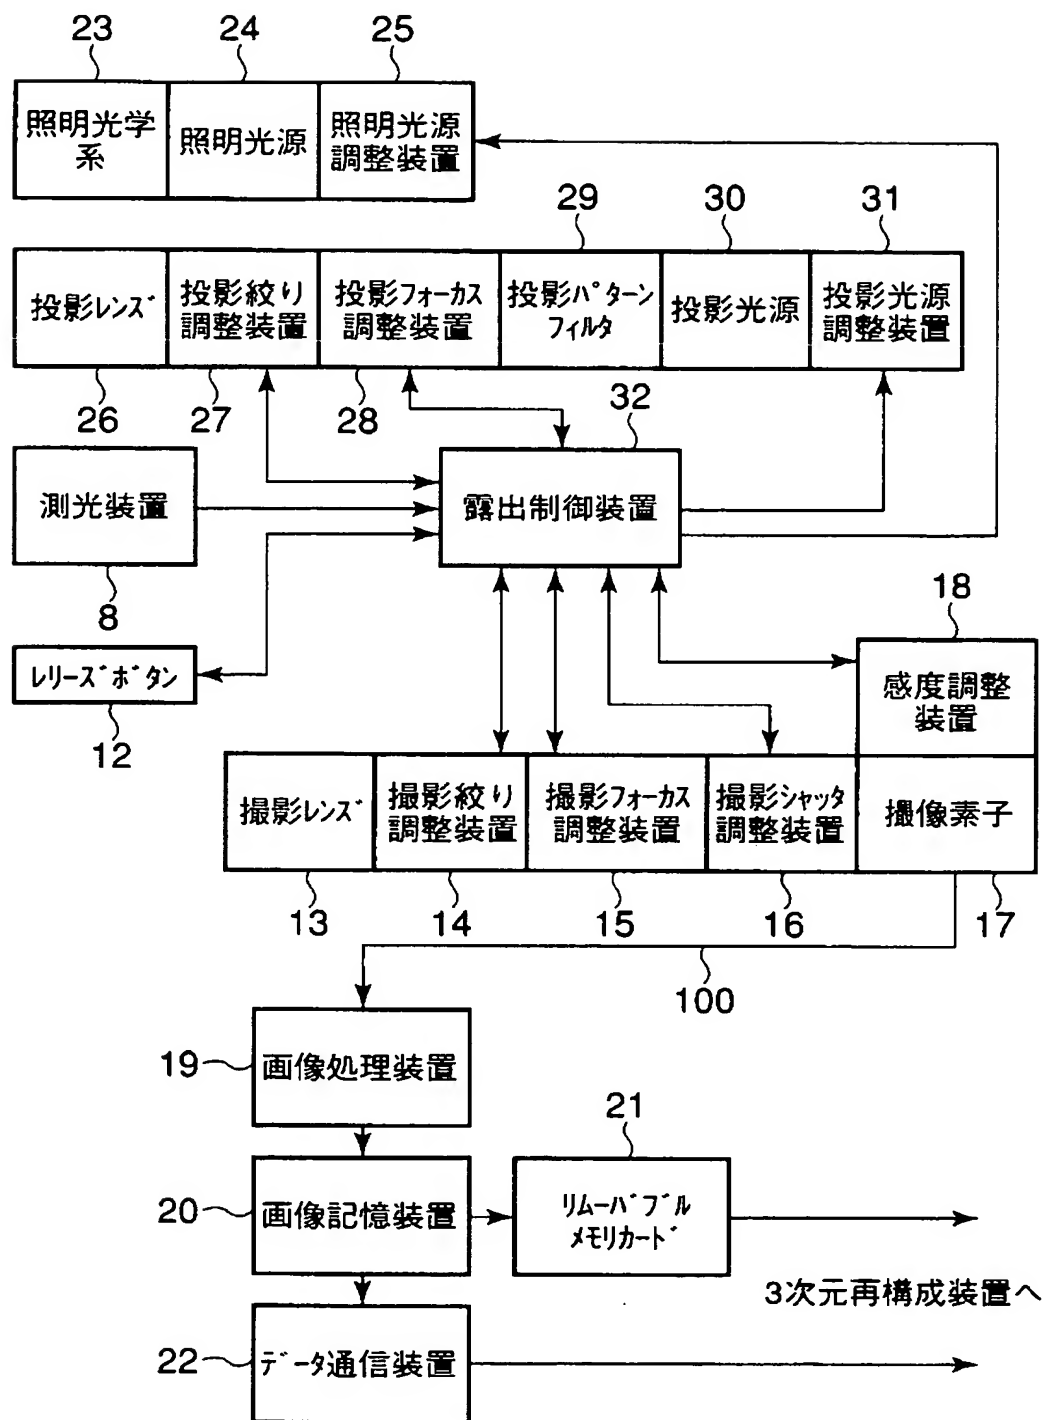 23
24
25
照明光学
系
照明光源
照明光源
調整装置
29
30
31
投影ﾚﾝｽﾞ
投影絞り
調整装置
投影ﾌｫｰｶｽ
調整装置
投影ﾊﾟﾀｰﾝ
ﾌｨﾙﾀ
投影光源
投影光源
調整装置
26
27
28
32
測光装置
露出制御装置
8
18
ﾚﾘｰｽﾞﾎﾞﾀﾝ
感度調整
装置
12
撮影ﾚﾝｽﾞ
撮影絞り
調整装置
撮影ﾌｫｰｶｽ
調整装置
撮影ｼｬｯﾀ
調整装置
撮像素子
13
14
15
16
17
100
19
画像処理装置
21
20
画像記憶装置
ﾘﾑｰﾊﾞﾌﾞﾙ
ﾒﾓﾘｶｰﾄﾞ
3次元再構成装置へ
22
ﾃﾞｰﾀ通信装置